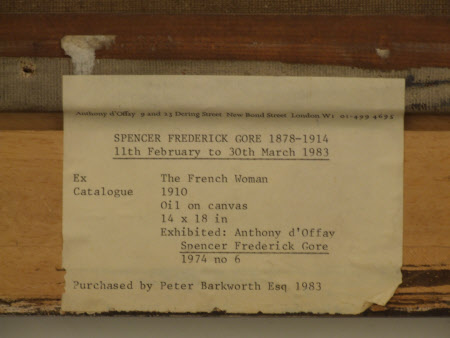 Anthony d'Offay 9 and 23 Dering Street New Bond Street London W1 01-499 4695
SPENCER FREDERICK GORE 1878-1914
11th February to 30th March 1983
Ex The French Woman
Catalogue 1910
Oil on canvas
14 x 18 in
Exhibited: Anthony d'Offay
Spencer Frederick Gore
1974 no 6
Purchased by Peter Barkworth Esq 1983